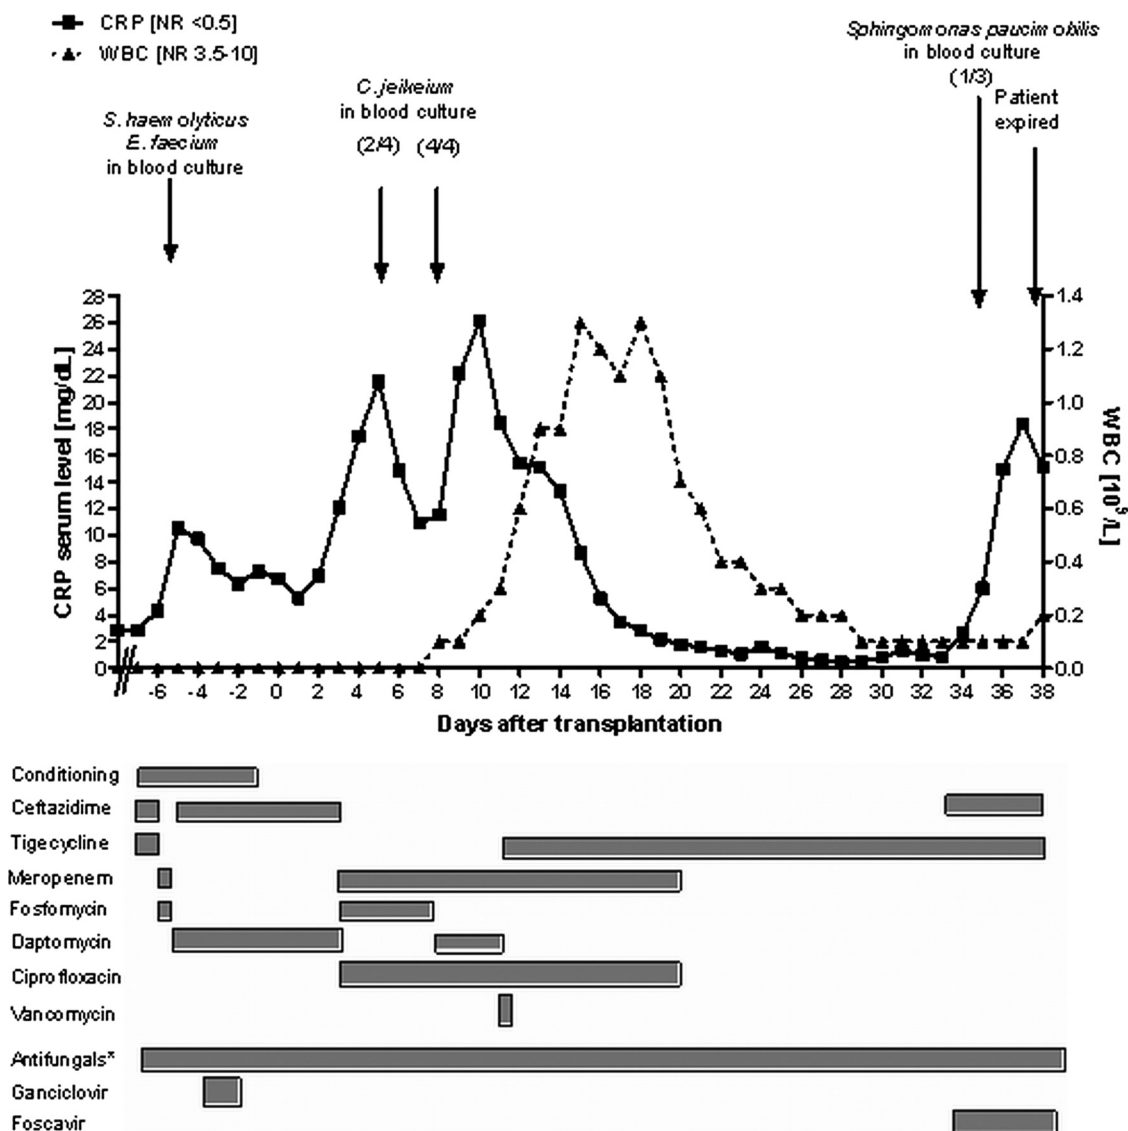 CRP [NR <0.5]
WBC [NR 3.5-10]
S. haemolyticus
E. faecium
in blood culture
C. jeikeium
in blood culture
(2/4) (4/4)
Sphingomonas paucimobilis
in blood culture
(1/3)
Patient
expired
CRP serum level [mg/dL]
28
26
24
22
20
18
16
14
12
10
8
6
4
2
0
WBC [10⁹/L]
1.4
1.2
1.0
0.8
0.6
0.4
0.2
0.0
-6 -4 -2 0 2 4 6 8 10 12 14 16 18 20 22 24 26 28 30 32 34 36 38
Days after transplantation
Conditioning
Ceftazidime
Tigecycline
Meropenem
Fosfomycin
Daptomycin
Ciprofloxacin
Vancomycin
Antifungals*
Ganciclovir
Foscavir